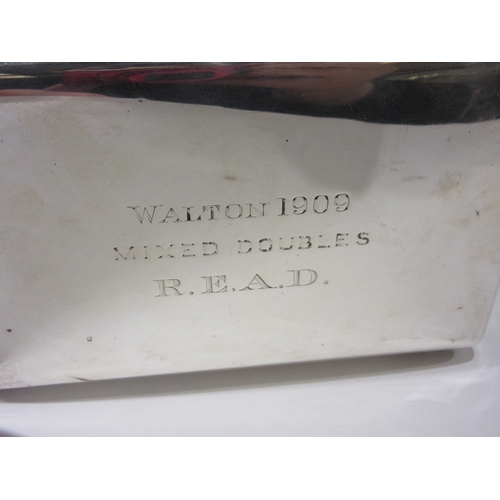 WALTON 1909
MIXED DOUBLES
R.E.A.D.